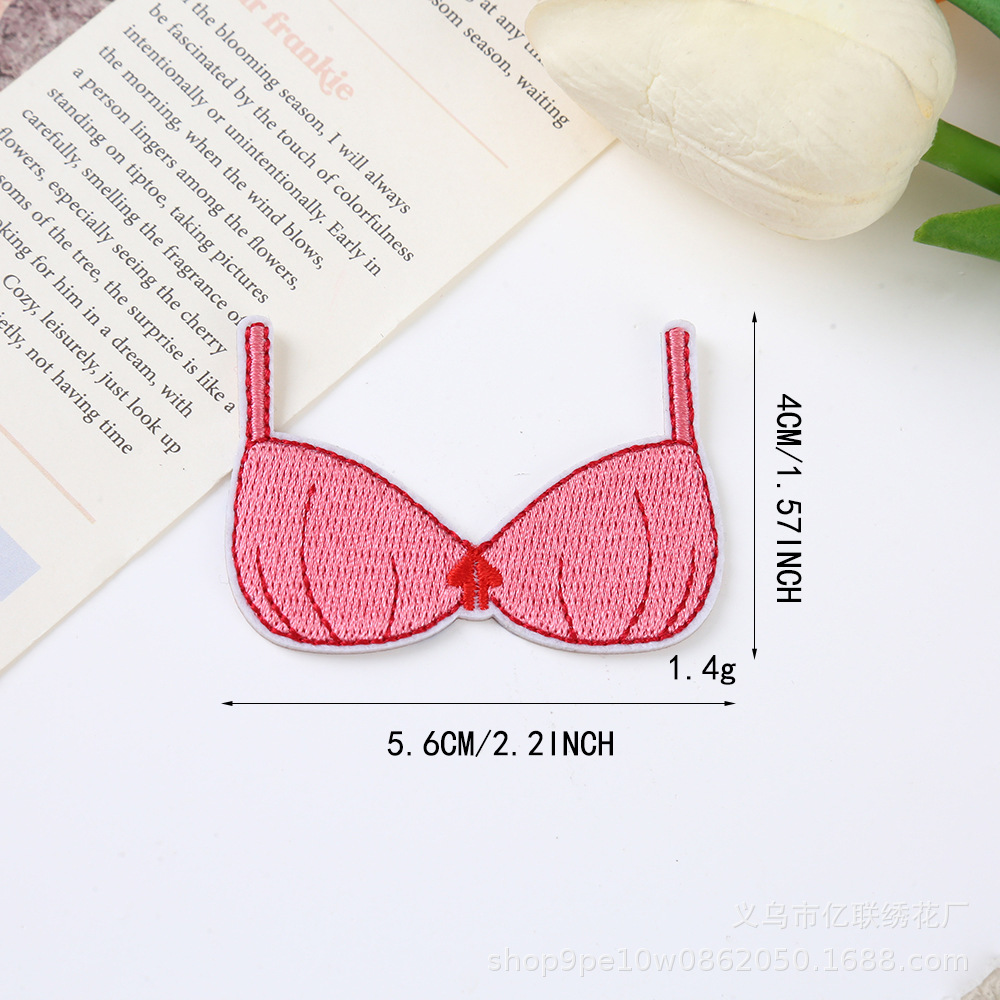 r frankie
the blooming season, I will always
be fascinated by the touch of colorfulness
intentionally or unintentionally. Early in
the morning, when the wind blows,
a person lingers among the flowers,
standing on tiptoe, taking pictures
carefully, smelling the fragrance of
flowers, especially seeing the cherry
soms of the tree, the surprise is like a
king for him in a dream, with
Cozy, leisurely, just look up
ietly, not having time
at any
som season, waiting
4CM/1.57INCH
1.4g
5.6CM/2.2INCH
义乌市亿联绣花厂
shop9pe10w0862050.1688.com